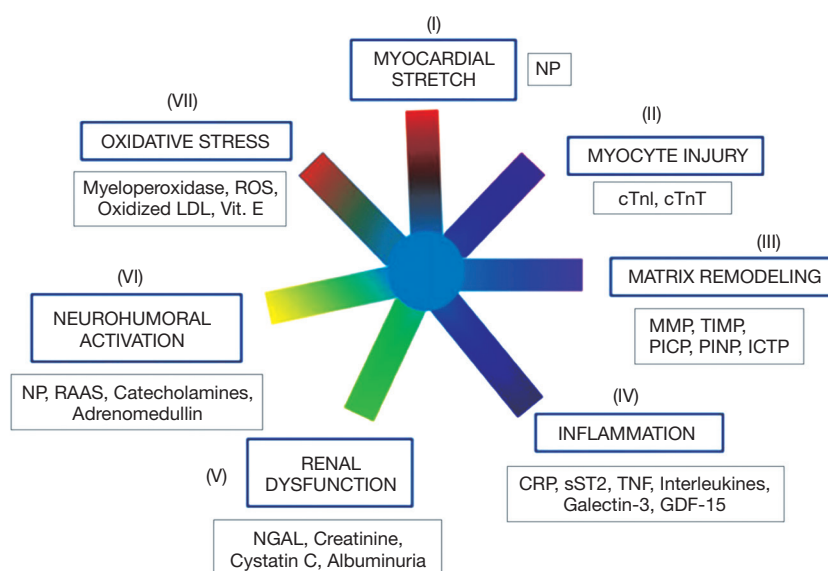 (I)
MYOCARDIAL
STRETCH
NP
(II)
MYOCYTE INJURY
cTnl, cTnT
(III)
MATRIX REMODELING
MMP, TIMP,
PICP, PINP, ICTP
(IV)
INFLAMMATION
CRP, sST2, TNF, Interleukines,
Galectin-3, GDF-15
(V)
RENAL
DYSFUNCTION
NGAL, Creatinine,
Cystatin C, Albuminuria
(VI)
NEUROHUMORAL
ACTIVATION
NP, RAAS, Catecholamines,
Adrenomedullin
(VII)
OXIDATIVE STRESS
Myeloperoxidase, ROS,
Oxidized LDL, Vit. E